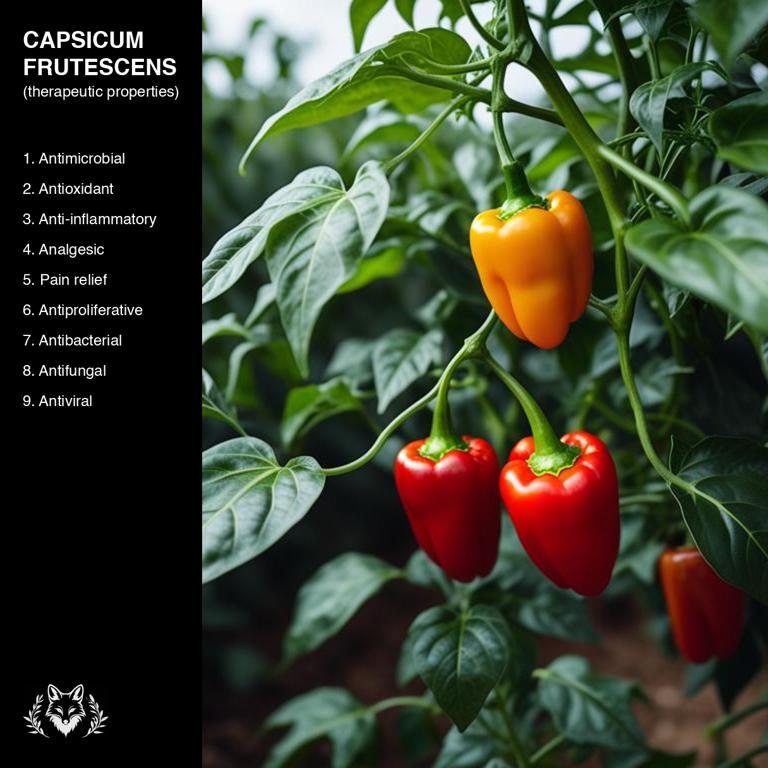 CAPSICUM
FRUTESCENS
(therapeutic properties)
1. Antimicrobial
2. Antioxidant
3. Anti-inflammatory
4. Analgesic
5. Pain relief
6. Antiproliferative
7. Antibacterial
8. Antifungal
9. Antiviral